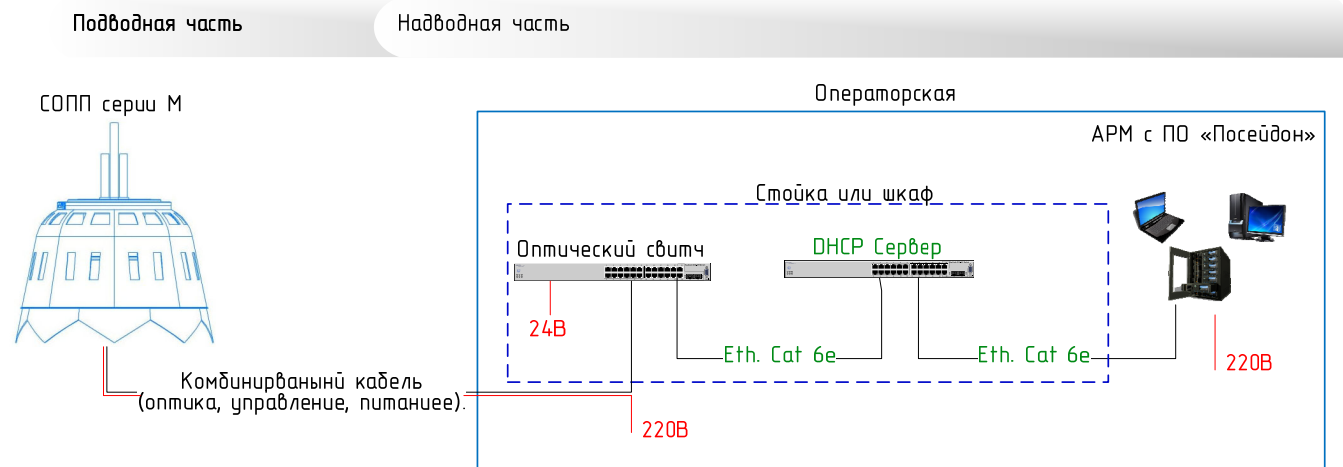 Подводная часть
Надводная часть
СОПП серии М
Операторская
АРМ с ПО «Посейдон»
Стойка или шкаф
Оптический свитч
DHCP Сервер
24В
Eth. Cat 6e
Eth. Cat 6e
220В
Комбинирванынй кабель
(оптика, управление, питаниее).
220В